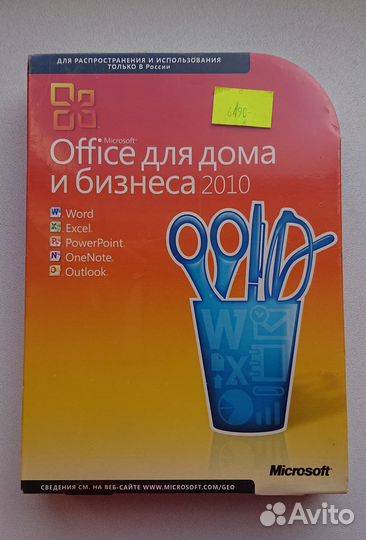 ДЛЯ РАСПРОСТРАНЕНИЯ И ИСПОЛЬЗОВАНИЯ
ТОЛЬКО В России
6490-
Microsoft
Office для дома
и бизнеса 2010
Word
Excel
PowerPoint
OneNote
Outlook
W
X
Microsoft
СВЕДЕНИЯ СМ. НА ВЕБ-САЙТЕ WWW.MICROSOFT.COM/GEO
Avito